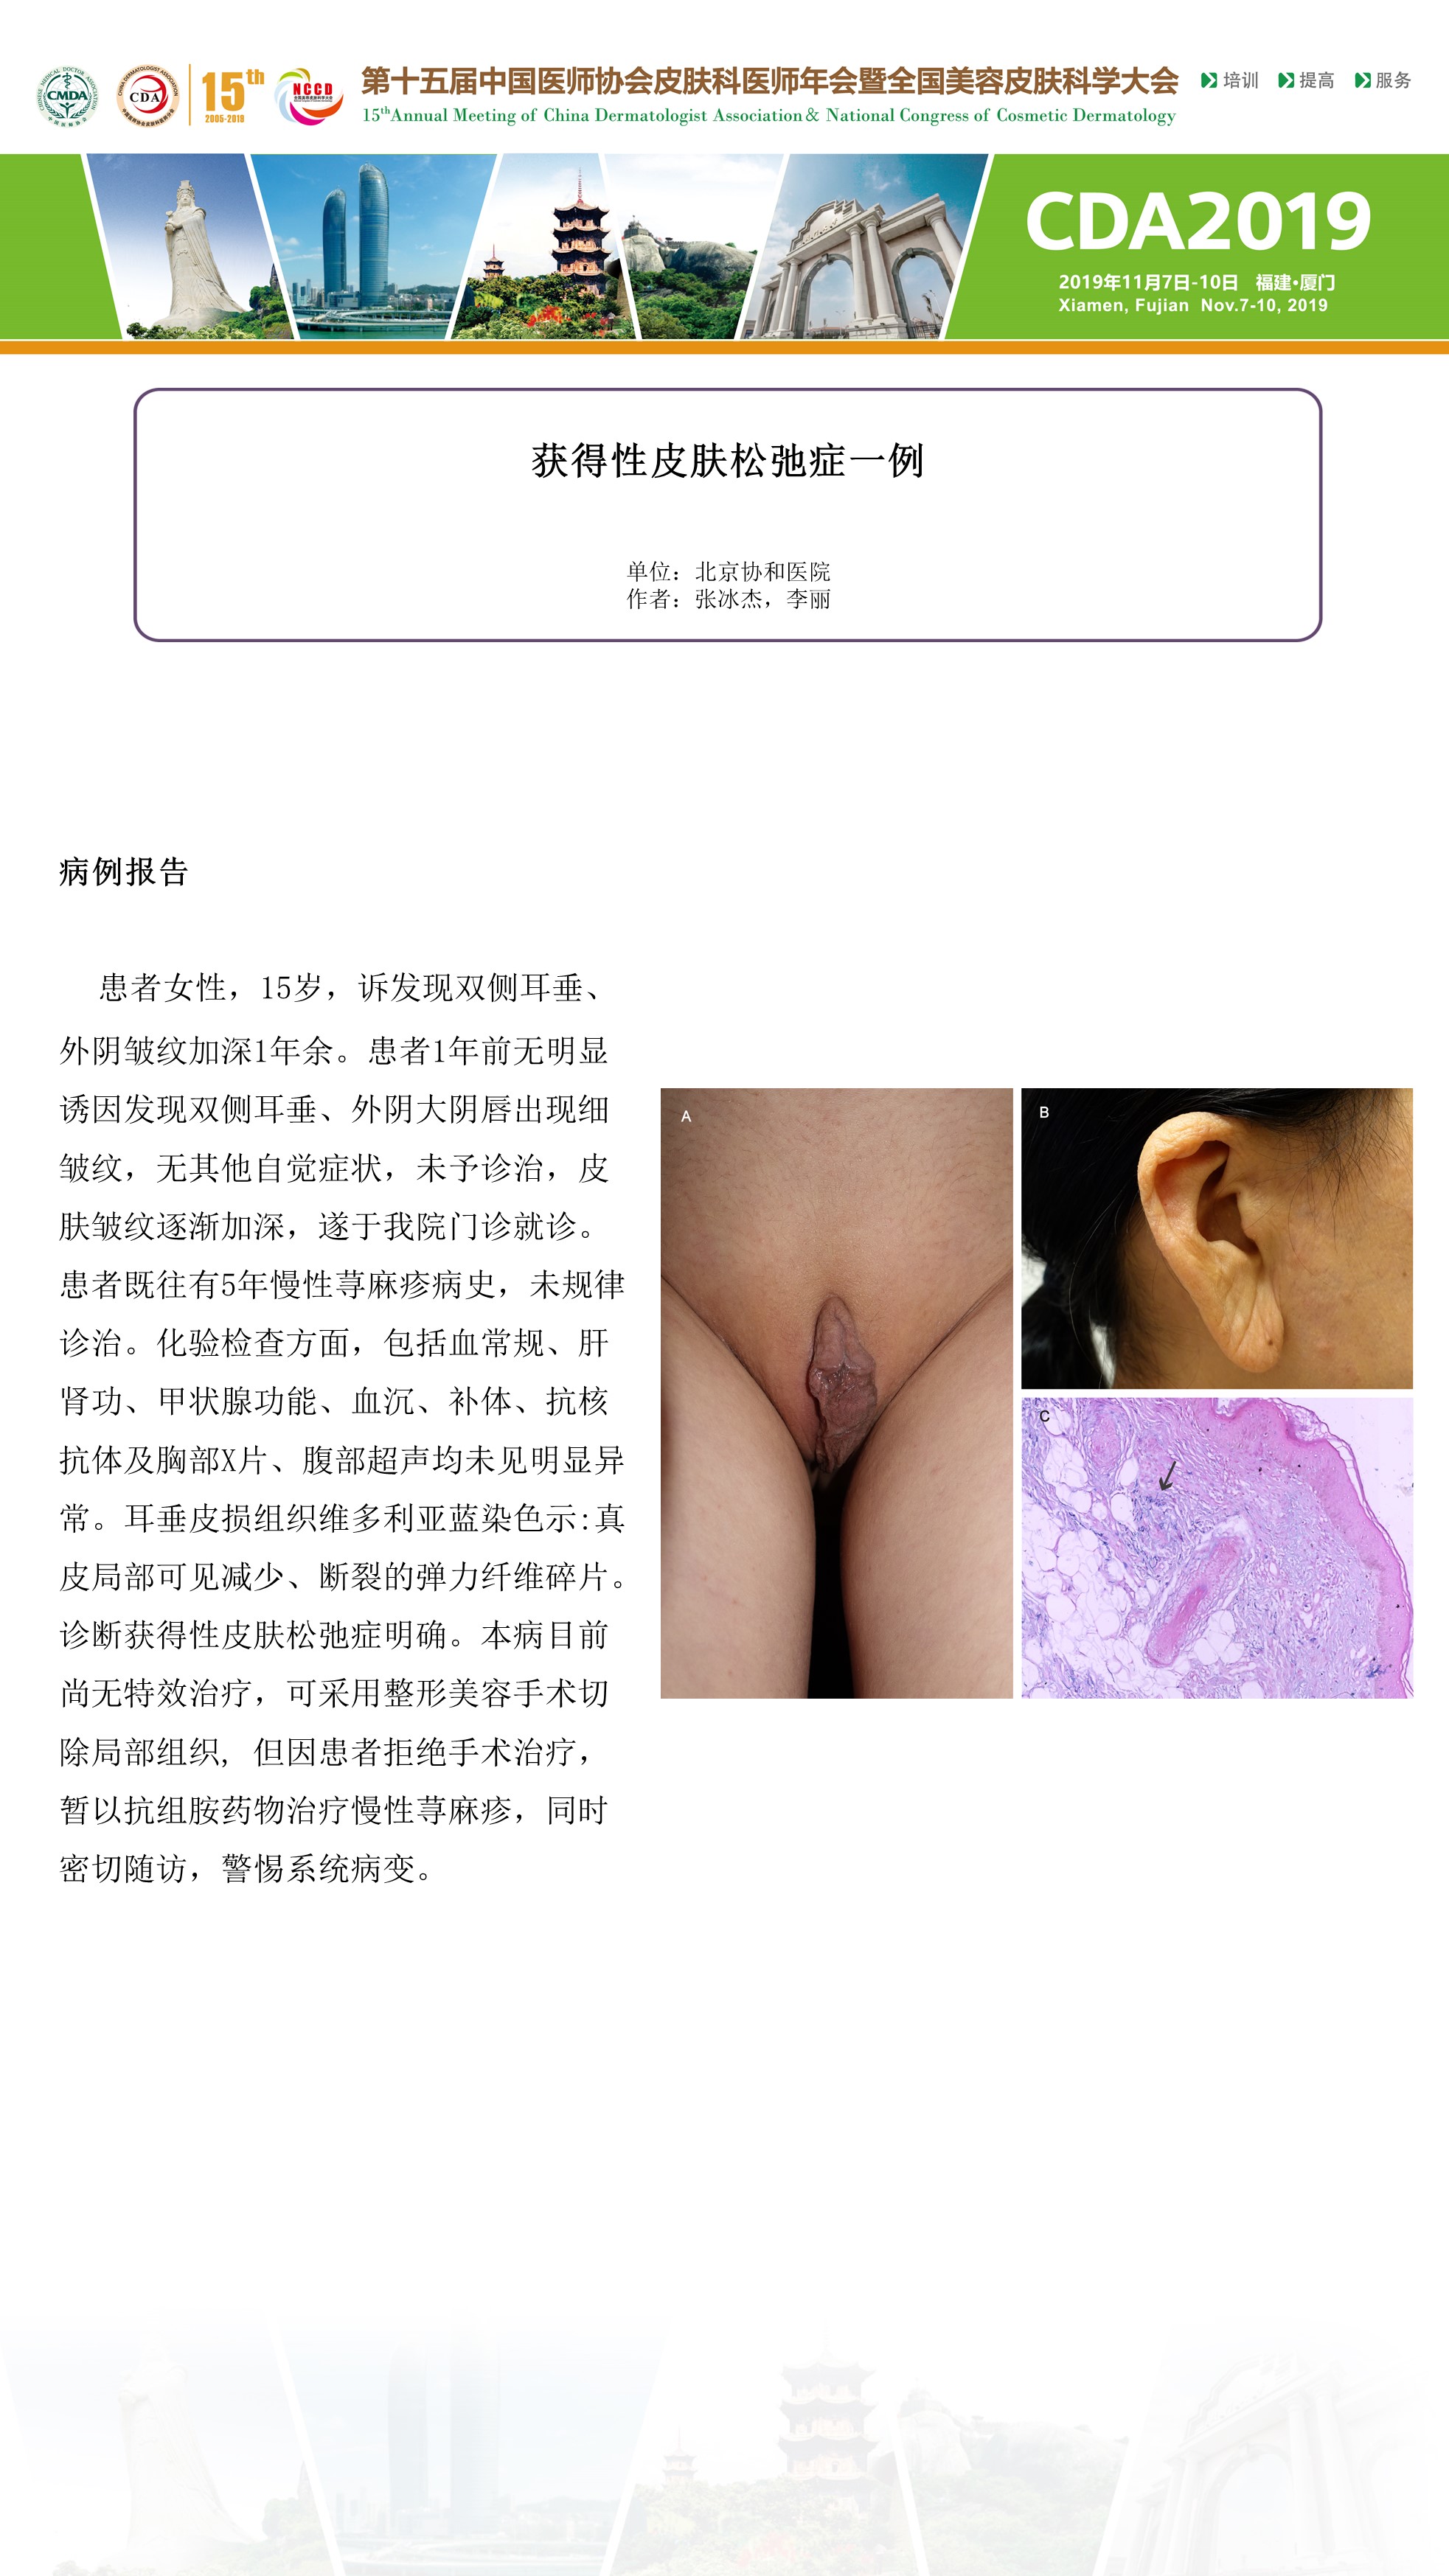 CMDA
CDA
15th
2005-2019
NCCD
第十五届中国医师协会皮肤科医师年会暨全国美容皮肤科学大会
15thAnnual Meeting of China Dermatologist Association & National Congress of Cosmetic Dermatology
培训 提高 服务
CDA2019
2019年11月7日-10日 福建·厦门
Xiamen, Fujian Nov.7-10, 2019
获得性皮肤松弛症一例
单位：北京协和医院
作者：张冰杰，李丽
病例报告
患者女性，15岁，诉发现双侧耳垂、
外阴皱纹加深1年余。患者1年前无明显
诱因发现双侧耳垂、外阴大阴唇出现细
皱纹，无其他自觉症状，未予诊治，皮
肤皱纹逐渐加深，遂于我院门诊就诊。
患者既往有5年慢性荨麻疹病史，未规律
诊治。化验检查方面，包括血常规、肝
肾功、甲状腺功能、血沉、补体、抗核
抗体及胸部X片、腹部超声均未见明显异
常。耳垂皮损组织维多利亚蓝染色示:真
皮局部可见减少、断裂的弹力纤维碎片。
诊断获得性皮肤松弛症明确。本病目前
尚无特效治疗，可采用整形美容手术切
除局部组织, 但因患者拒绝手术治疗，
暂以抗组胺药物治疗慢性荨麻疹，同时
密切随访，警惕系统病变。
A
B
C